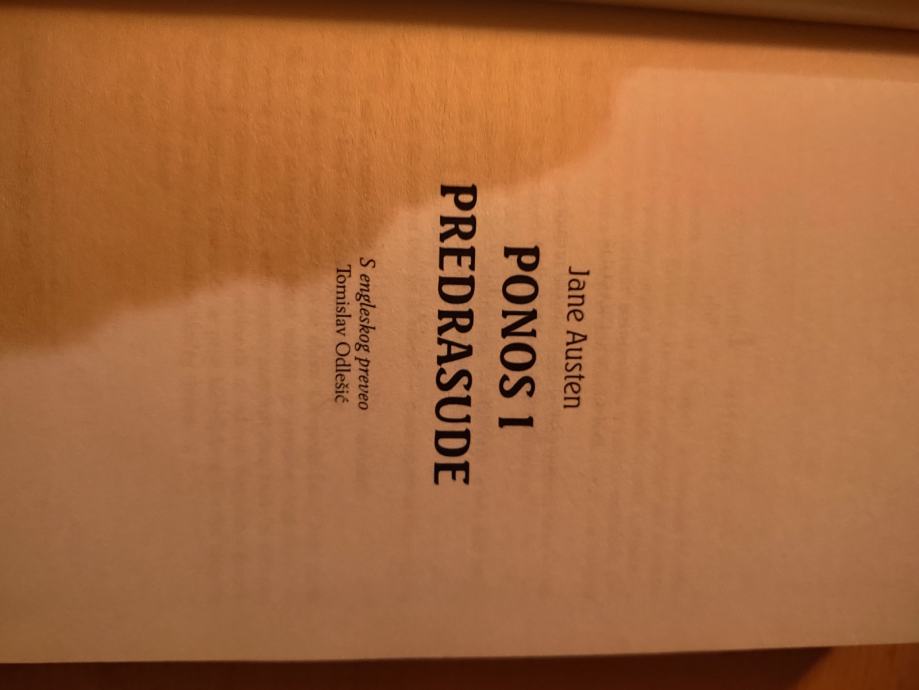 Jane Austen
PONOS I
PREDRASUDE
S engleskog preveo
Tomislav Odlešić